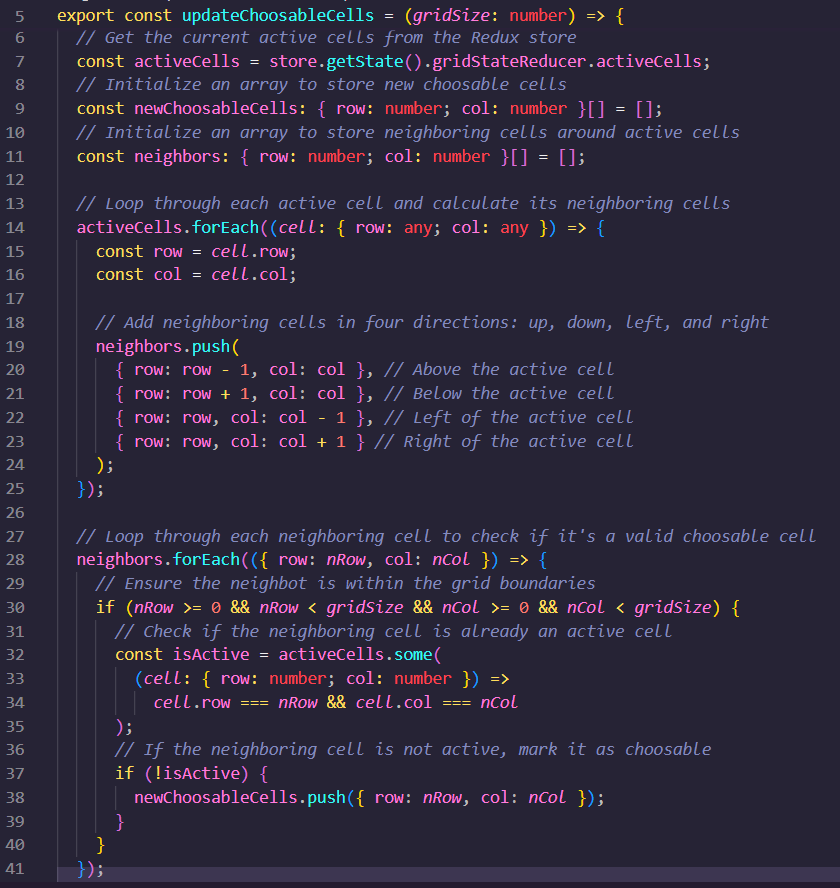 5 export const updateChoosableCells = (gridSize: number) => {
6 // Get the current active cells from the Redux store
7 const activeCells = store.getState().gridStateReducer.activeCells;
8 // Initialize an array to store new choosable cells
9 const newChoosableCells: { row: number; col: number }[] = [];
10 // Initialize an array to store neighboring cells around active cells
11 const neighbors: { row: number; col: number }[] = [];
12
13 // Loop through each active cell and calculate its neighboring cells
14 activeCells.forEach((cell: { row: any; col: any }) => {
15 const row = cell.row;
16 const col = cell.col;
17
18 // Add neighboring cells in four directions: up, down, left, and right
19 neighbors.push(
20 { row: row - 1, col: col }, // Above the active cell
21 { row: row + 1, col: col }, // Below the active cell
22 { row: row, col: col - 1 }, // Left of the active cell
23 { row: row, col: col + 1 } // Right of the active cell
24 );
25 });
26
27 // Loop through each neighboring cell to check if it's a valid choosable cell
28 neighbors.forEach(({ row: nRow, col: nCol }) => {
29 // Ensure the neighbot is within the grid boundaries
30 if (nRow >= 0 && nRow < gridSize && nCol >= 0 && nCol < gridSize) {
31 // Check if the neighboring cell is already an active cell
32 const isActive = activeCells.some(
33 (cell: { row: number; col: number }) =>
34 cell.row === nRow && cell.col === nCol
35 );
36 // If the neighboring cell is not active, mark it as choosable
37 if (!isActive) {
38 newChoosableCells.push({ row: nRow, col: nCol });
39 }
40 }
41 });